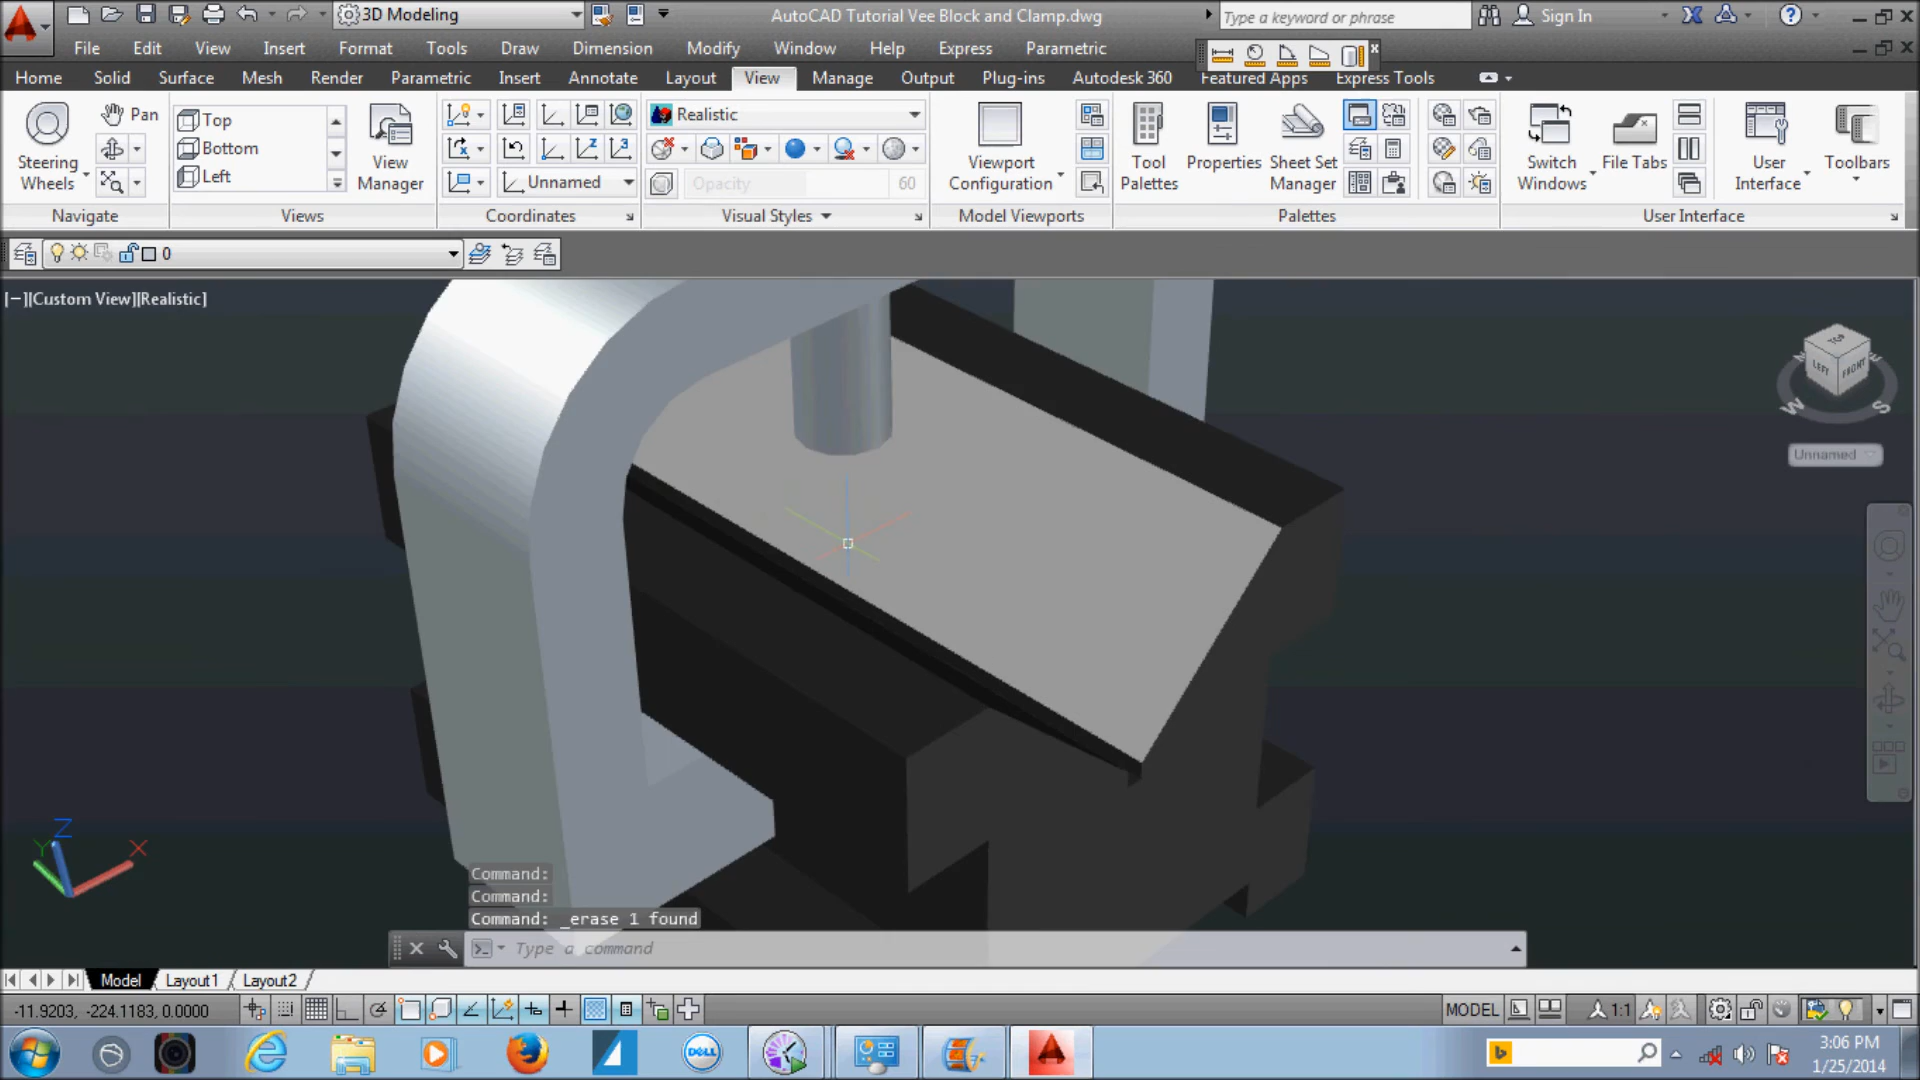 3D Modeling
AutoCAD Tutorial Vee Block and Clamp.dwg
Type a keyword or phrase
Sign In
File Edit View Insert Format Tools Draw Dimension Modify Window Help Express Parametric
Home Solid Surface Mesh Render Parametric Insert Annotate Layout View Manage Output Plug-ins Autodesk 360 Featured Apps Express Tools
Steering Wheels
Pan
Top
Bottom
Left
View Manager
Unnamed
Realistic
Opacity 60
Viewport Configuration
Tool Palettes
Properties
Sheet Set Manager
Switch Windows
File Tabs
User Interface
Toolbars
Navigate Views Coordinates Visual Styles Model Viewports Palettes User Interface
0
[−][Custom View][Realistic]
TOP
LEFT
FRONT
W
S
Unnamed
Z
Y
X
Command:
Command:
Command: _erase 1 found
Type a command
Model Layout1 Layout2
-11.9203, -224.1183, 0.0000
MODEL
1:1
DELL
3:06 PM
1/25/2014